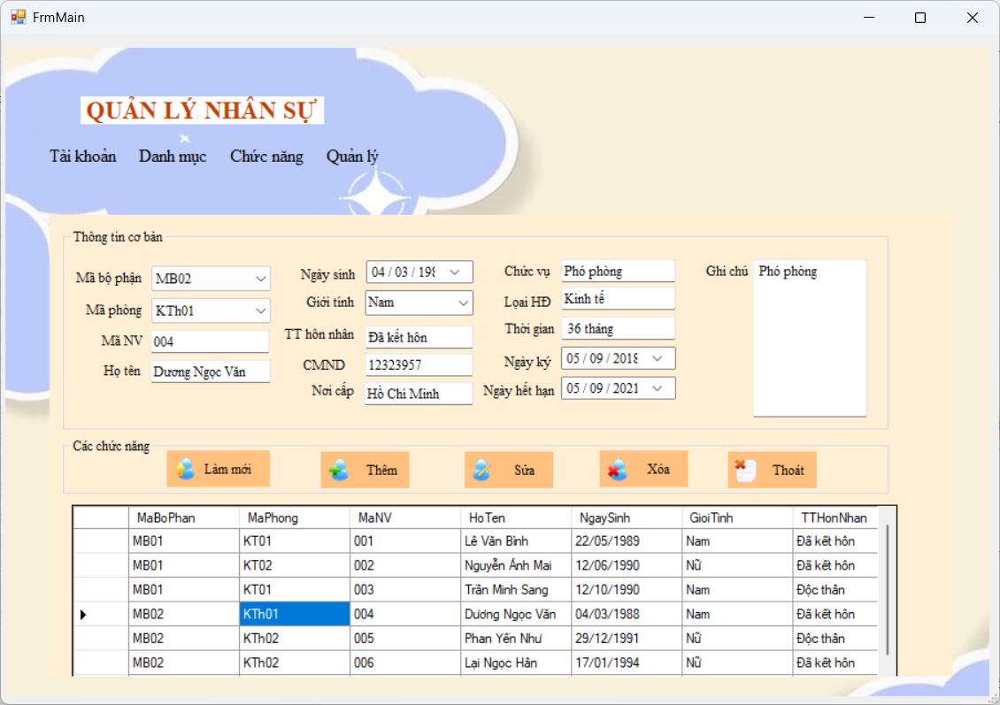 FrmMain
QUẢN LÝ NHÂN SỰ
Tài khoản Danh mục Chức năng Quản lý
Thông tin cơ bản
Mã bộ phận MB02
Mã phòng KTh01
Mã NV 004
Họ tên Dương Ngọc Văn
Ngày sinh 04 / 03 / 198
Giới tính Nam
TT hôn nhân Đã kết hôn
CMND 12323957
Nơi cấp Hồ Chi Minh
Chức vụ Phó phòng
Loại HĐ Kinh tế
Thời gian 36 tháng
Ngày ký 05 / 09 / 2018
Ngày hết hạn 05 / 09 / 2021
Ghi chú Phó phòng
Các chức năng
Làm mới Thêm Sửa Xóa Thoát
MaBoPhan MaPhong MaNV HoTen NgaySinh GioiTinh TTHonNhan
MB01 KT01 001 Lê Văn Bình 22/05/1989 Nam Đã kết hôn
MB01 KT02 002 Nguyễn Ánh Mai 12/06/1990 Nữ Đã kết hôn
MB01 KT01 003 Trần Minh Sang 12/10/1990 Nam Độc thân
MB02 KTh01 004 Dương Ngọc Văn 04/03/1988 Nam Đã kết hôn
MB02 KTh02 005 Phan Yến Như 29/12/1991 Nữ Độc thân
MB02 KTh02 006 Lại Ngọc Hân 17/01/1994 Nữ Đã kết hôn